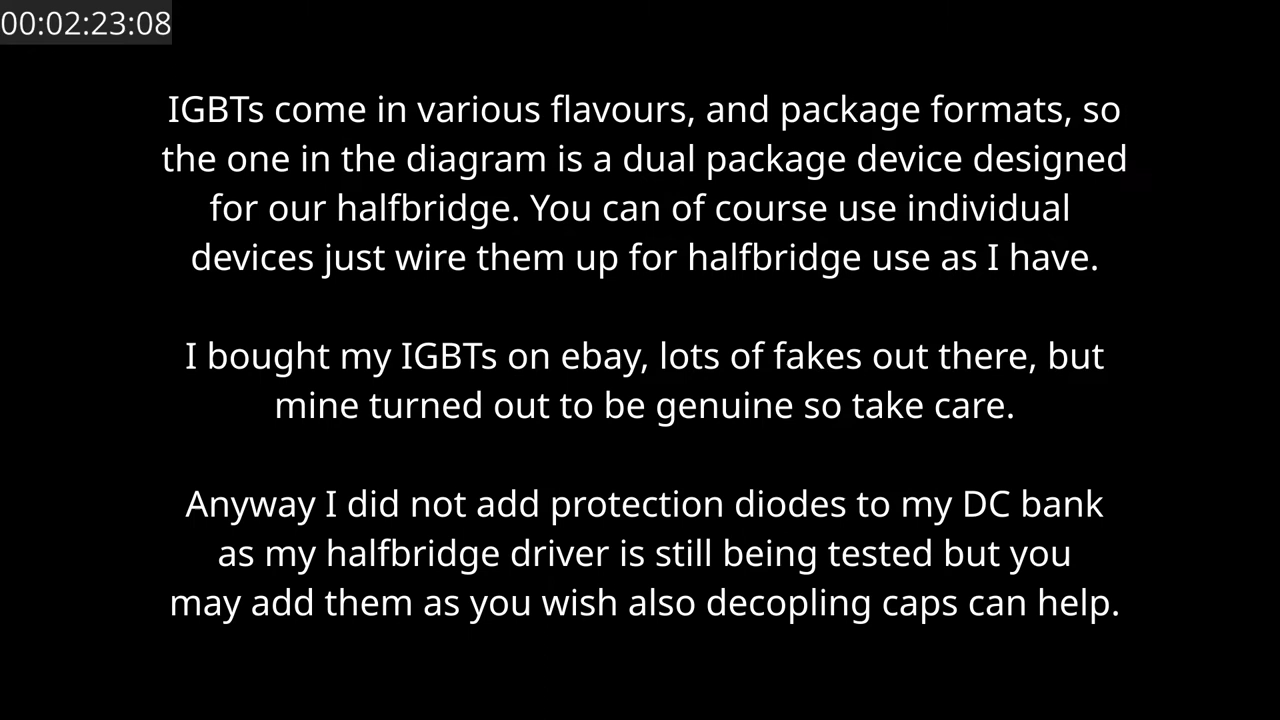 00:02:23:08
IGBTs come in various flavours, and package formats, so
the one in the diagram is a dual package device designed
for our halfbridge. You can of course use individual
devices just wire them up for halfbridge use as I have.
I bought my IGBTs on ebay, lots of fakes out there, but
mine turned out to be genuine so take care.
Anyway I did not add protection diodes to my DC bank
as my halfbridge driver is still being tested but you
may add them as you wish also decopling caps can help.